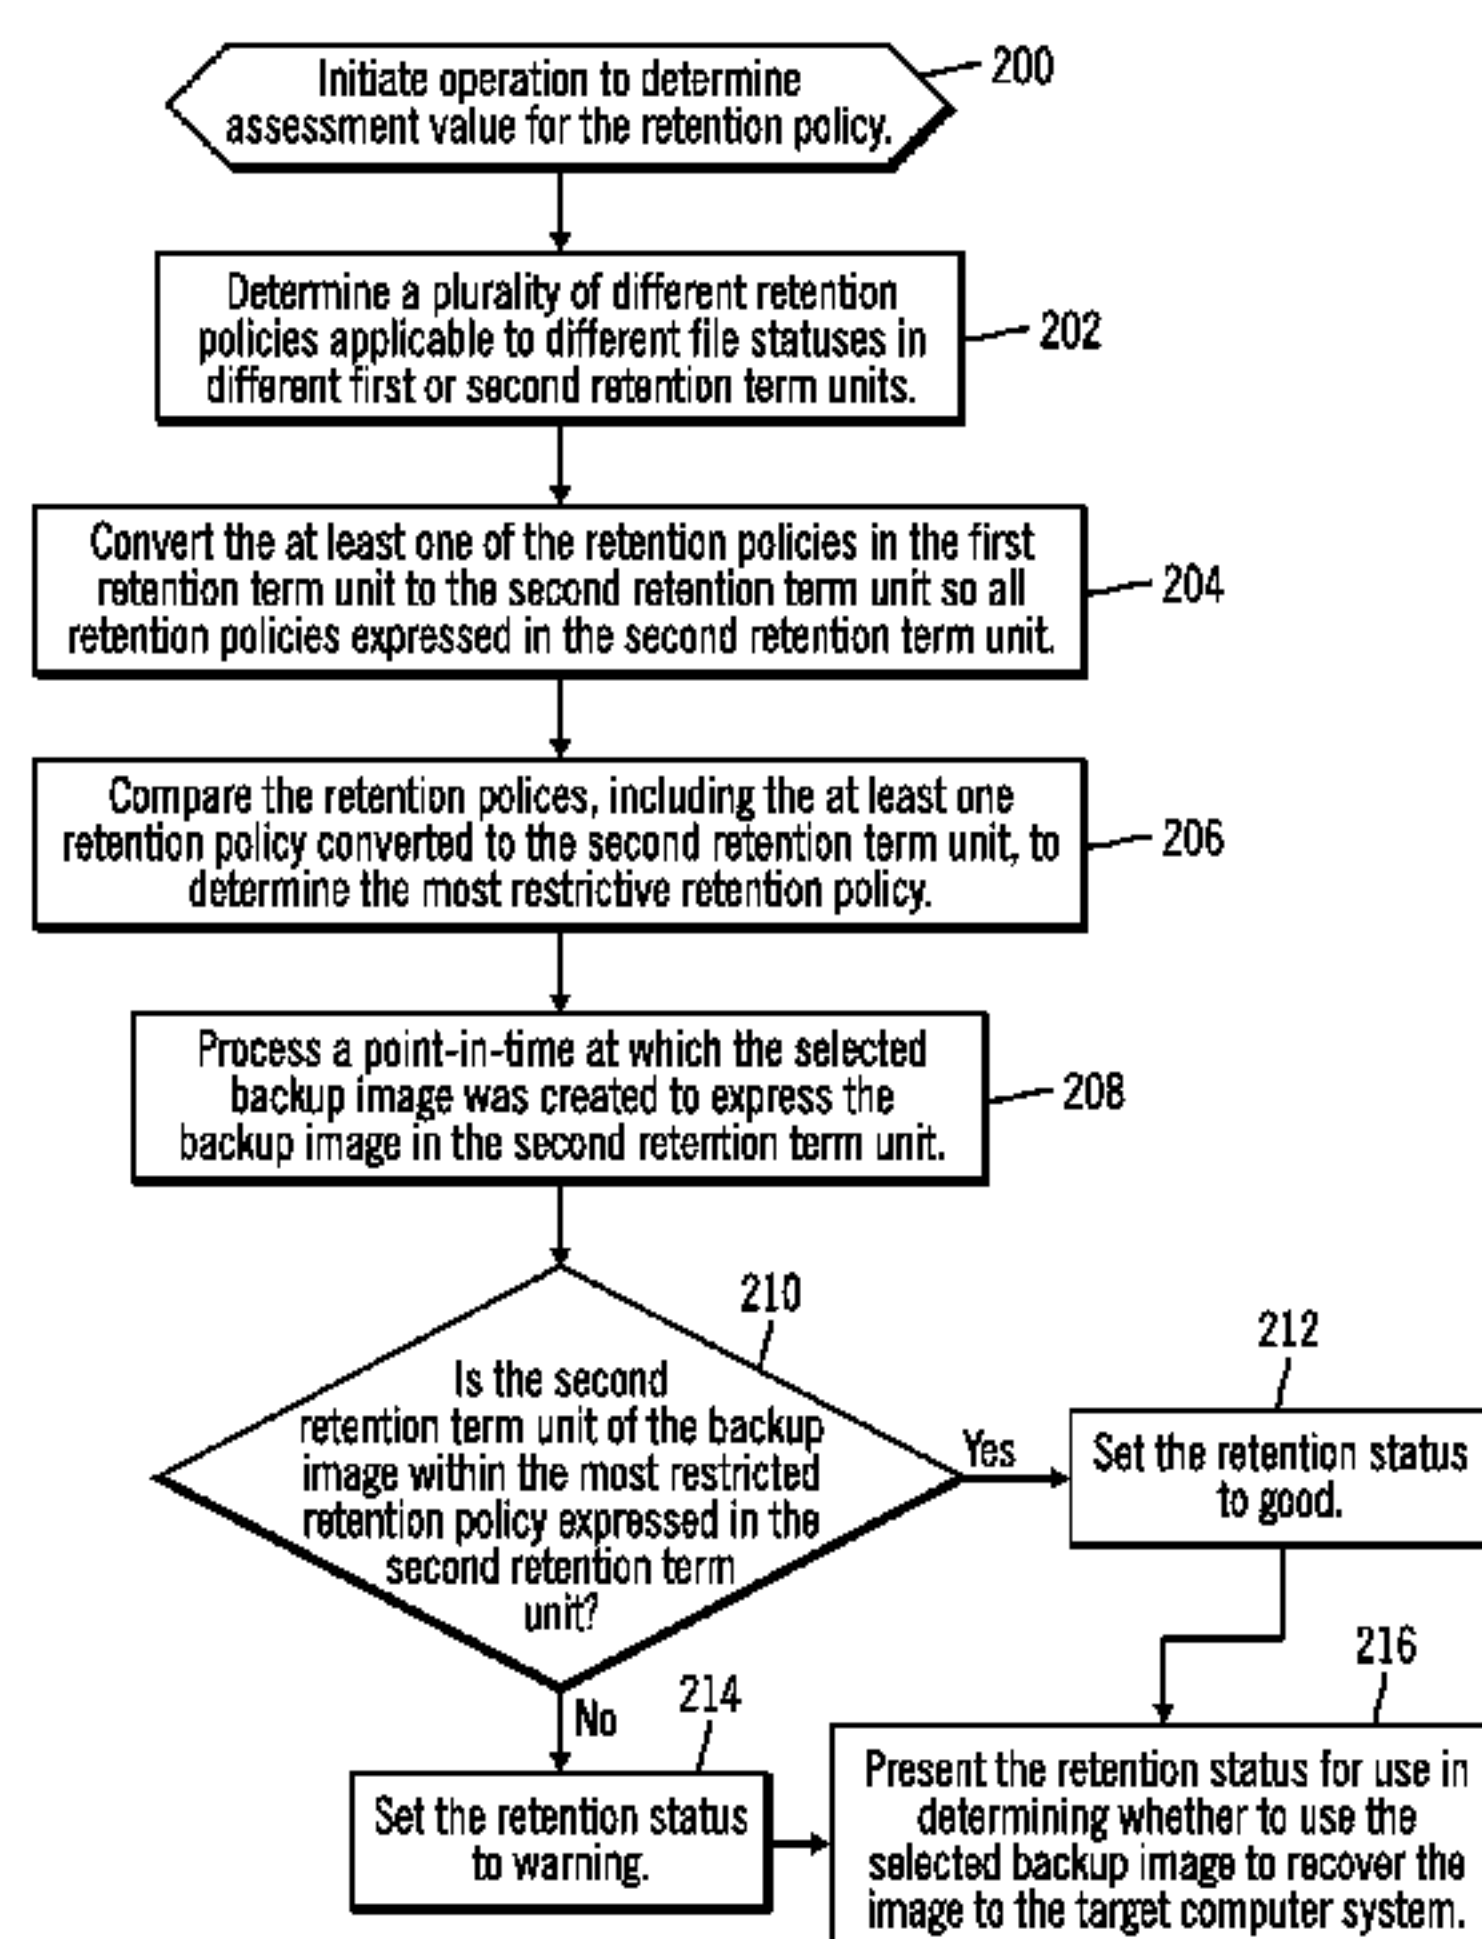 Initiate operation to determine
assessment value for the retention policy.
200
Determine a plurality of different retention
policies applicable to different file statuses in
different first or second retention term units.
202
Convert the at least one of the retention policies in the first
retention term unit to the second retention term unit so all
retention policies expressed in the second retention term unit.
204
Compare the retention polices, including the at least one
retention policy converted to the second retention term unit, to
determine the most restrictive retention policy.
206
Process a point-in-time at which the selected
backup image was created to express the
backup image in the second retention term unit.
208
210
Is the second
retention term unit of the backup
image within the most restricted
retention policy expressed in the
second retention term
unit?
Yes
212
Set the retention status
to good.
No
214
Set the retention status
to warning.
216
Present the retention status for use in
determining whether to use the
selected backup image to recover the
image to the target computer system.